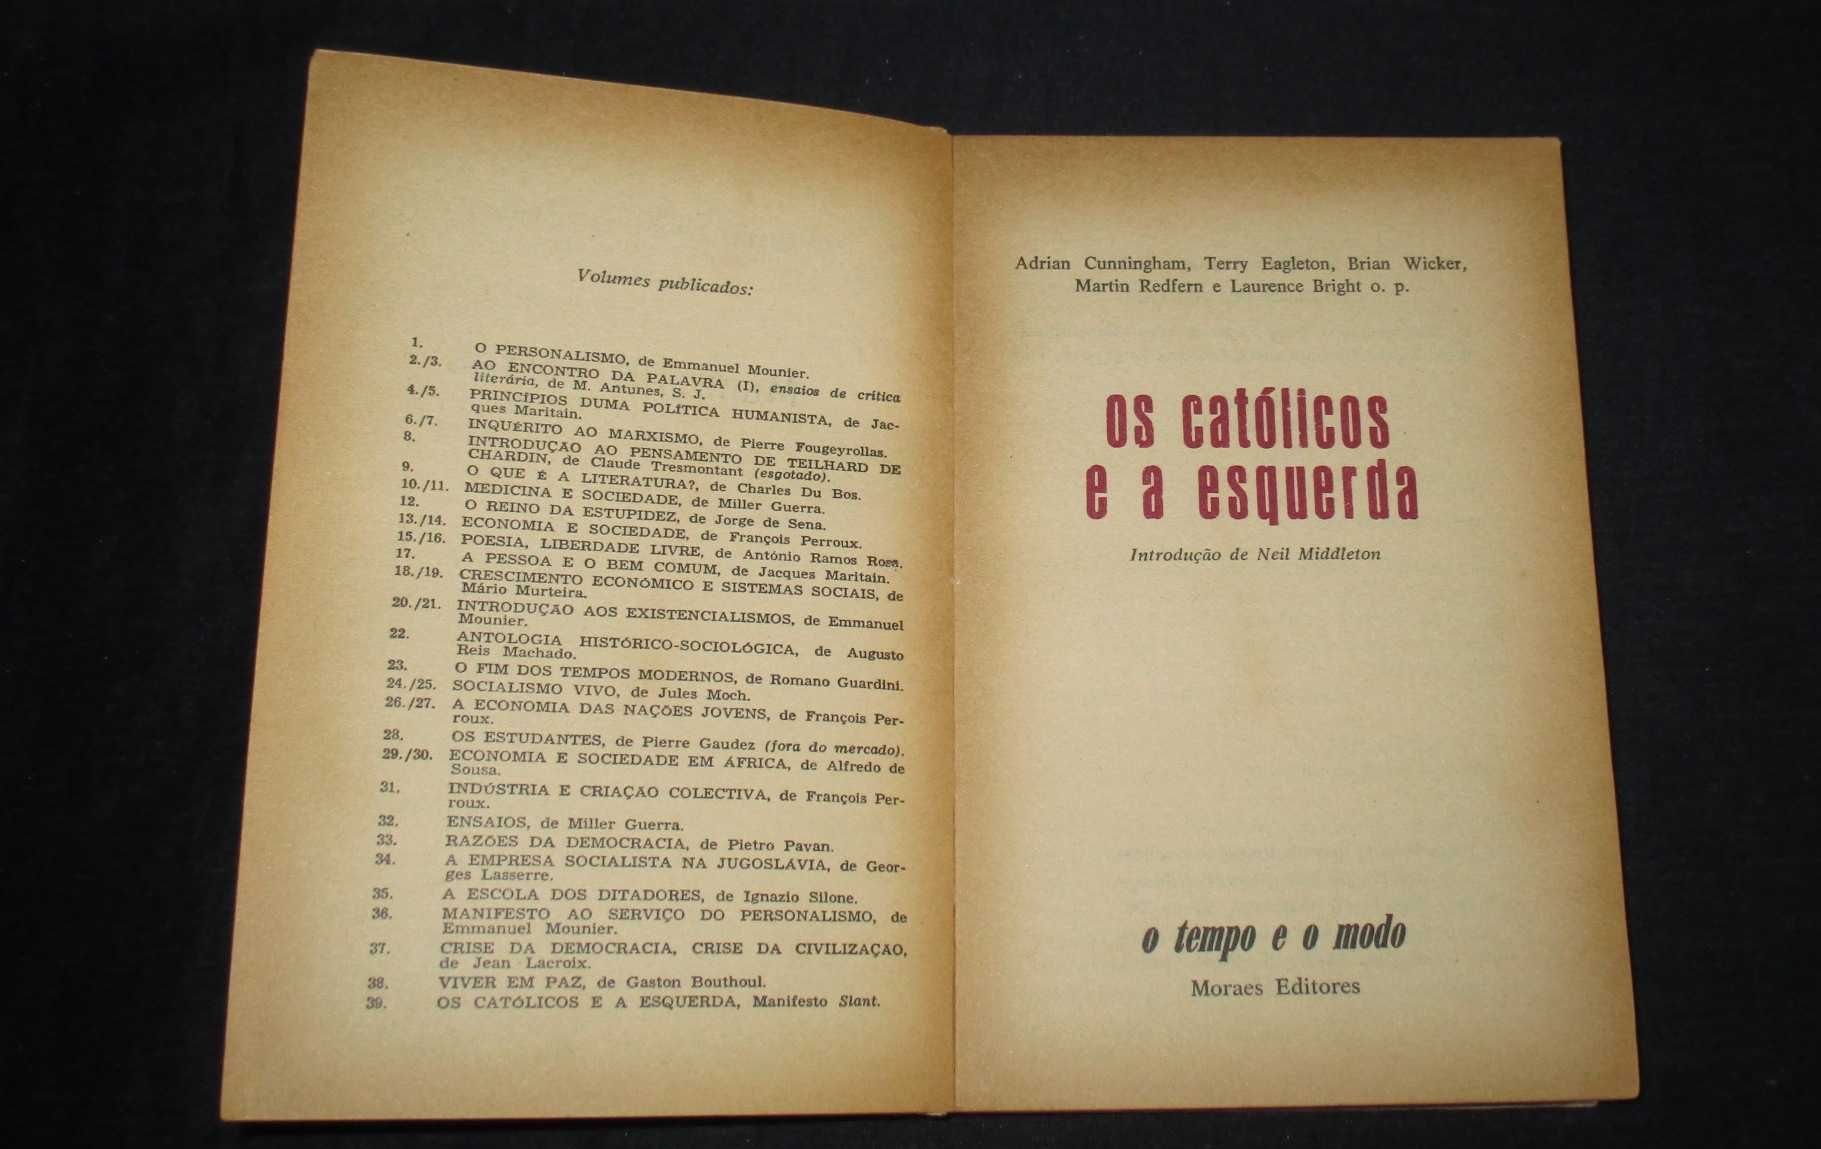 Volumes publicados:
1. O PERSONALISMO, de Emmanuel Mounier.
2./3. AO ENCONTRO DA PALAVRA (I), ensaios de crítica
literária, de M. Antunes, S. J.
4./5. PRINCÍPIOS DUMA POLÍTICA HUMANISTA, de Jac-
ques Maritain.
6./7. INQUÉRITO AO MARXISMO, de Pierre Fougeyrollas.
8. INTRODUÇÃO AO PENSAMENTO DE TEILHARD DE
CHARDIN, de Claude Tresmontant (esgotado).
9. O QUE É A LITERATURA?, de Charles Du Bos.
10./11. MEDICINA E SOCIEDADE, de Miller Guerra.
12. O REINO DA ESTUPIDEZ, de Jorge de Sena.
13./14. ECONOMIA E SOCIEDADE, de François Perroux.
15./16. POESIA, LIBERDADE LIVRE, de António Ramos Rosa.
17. A PESSOA E O BEM COMUM, de Jacques Maritain.
18./19. CRESCIMENTO ECONÓMICO E SISTEMAS SOCIAIS, de
Mário Murteira.
20./21. INTRODUÇÃO AOS EXISTENCIALISMOS, de Emmanuel
Mounier.
22. ANTOLOGIA HISTÓRICO-SOCIOLÓGICA, de Augusto
Reis Machado.
23. O FIM DOS TEMPOS MODERNOS, de Romano Guardini.
24./25. SOCIALISMO VIVO, de Jules Moch.
26./27. A ECONOMIA DAS NAÇÕES JOVENS, de François Per-
roux.
28. OS ESTUDANTES, de Pierre Gaudez (fora do mercado).
29./30. ECONOMIA E SOCIEDADE EM ÁFRICA, de Alfredo de
Sousa.
31. INDÚSTRIA E CRIAÇÃO COLECTIVA, de François Per-
roux.
32. ENSAIOS, de Miller Guerra.
33. RAZÕES DA DEMOCRACIA, de Pietro Pavan.
34. A EMPRESA SOCIALISTA NA JUGOSLÁVIA, de Geor-
ges Lasserre.
35. A ESCOLA DOS DITADORES, de Ignazio Silone.
36. MANIFESTO AO SERVIÇO DO PERSONALISMO, de
Emmanuel Mounier.
37. CRISE DA DEMOCRACIA, CRISE DA CIVILIZAÇÃO,
de Jean Lacroix.
38. VIVER EM PAZ, de Gaston Bouthoul.
39. OS CATÓLICOS E A ESQUERDA, Manifesto Slant.
Adrian Cunningham, Terry Eagleton, Brian Wicker,
Martin Redfern e Laurence Bright o. p.
os católicos
e a esquerda
Introdução de Neil Middleton
o tempo e o modo
Moraes Editores